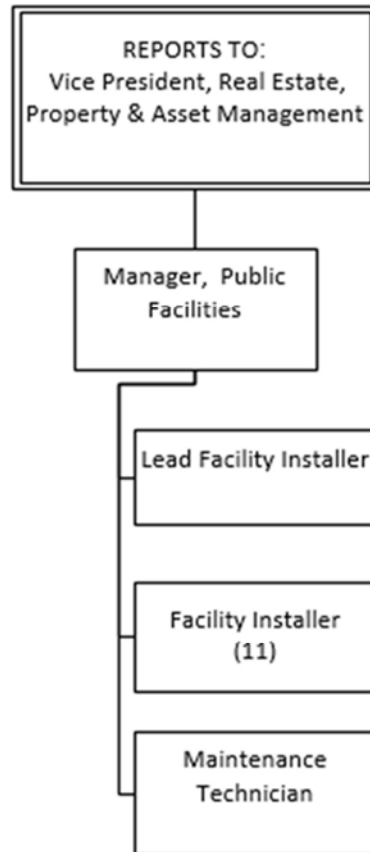 REPORTS TO:
Vice President, Real Estate,
Property & Asset Management
Manager, Public
Facilities
Lead Facility Installer
Facility Installer
(11)
Maintenance
Technician